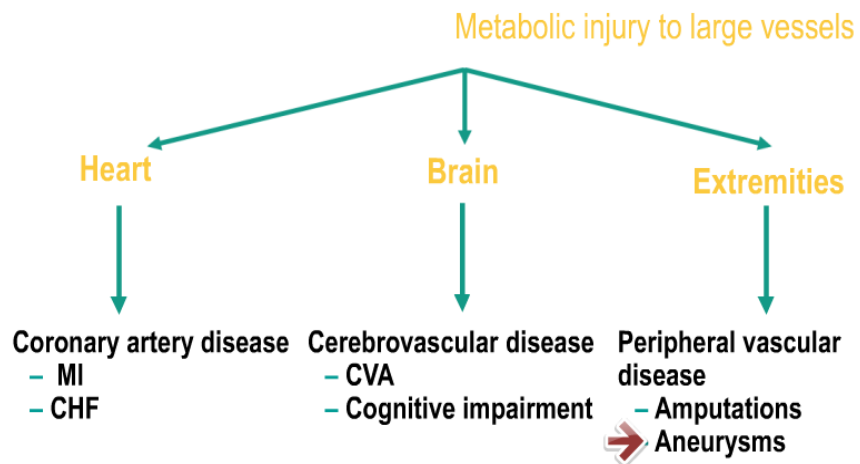 Metabolic injury to large vessels
Heart
Brain
Extremities
Coronary artery disease
– MI
– CHF
Cerebrovascular disease
– CVA
– Cognitive impairment
Peripheral vascular
disease
– Amputations
Aneurysms